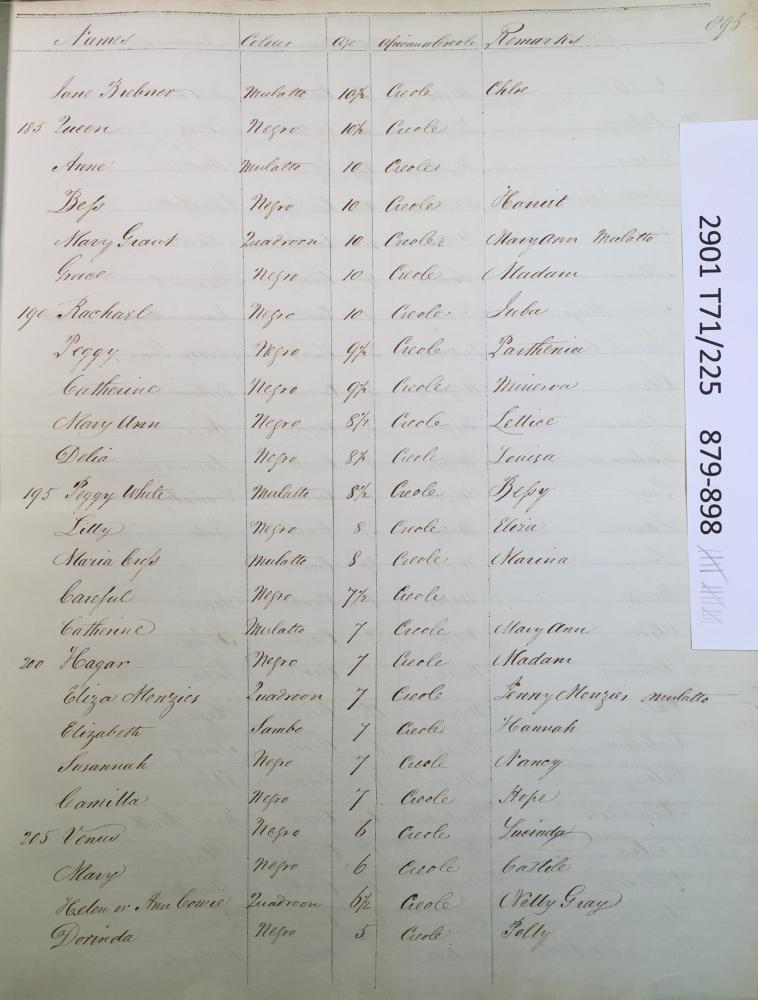 895
Names Colour Age African or Creole Remarks
Jane Brebner Mulatto 10½ Creole Chloe
185 Queen Negro 10½ Creole
Anne Mulatto 10 Creole
Bess Negro 10 Creole Harriet
Mary Grant Quadroon 10 Creole Mary Ann Mulatto
Grace Negro 10 Creole Madam
190 Rachael Negro 10 Creole Juba
Peggy Negro 9½ Creole Parthenia
Catherine Negro 9½ Creole Minerva
Mary Ann Negro 8½ Creole Lettice
Delia Negro 8½ Creole Louisa
195 Peggy White Mulatto 8½ Creole Bessy
Lilly Negro 8 Creole Eliza
Maria Cross Mulatto 8 Creole Marina
Careful Negro 7½ Creole
Catherine Mulatto 7 Creole Mary Ann
200 Hagar Negro 7 Creole Madam
Eliza Menzies Quadroon 7 Creole Jenny Menzies mulatto
Elizabeth Sambo 7 Creole Hannah
Susannah Negro 7 Creole Nancy
Camilla Negro 7 Creole Hope
205 Venus Negro 6 Creole Lucinda
Mary Negro 6 Creole Castile
Helen or Ann Cowie Quadroon 6½ Creole Nelly Gray
Dorinda Negro 5 Creole Polly
2901 T71/225 879-898